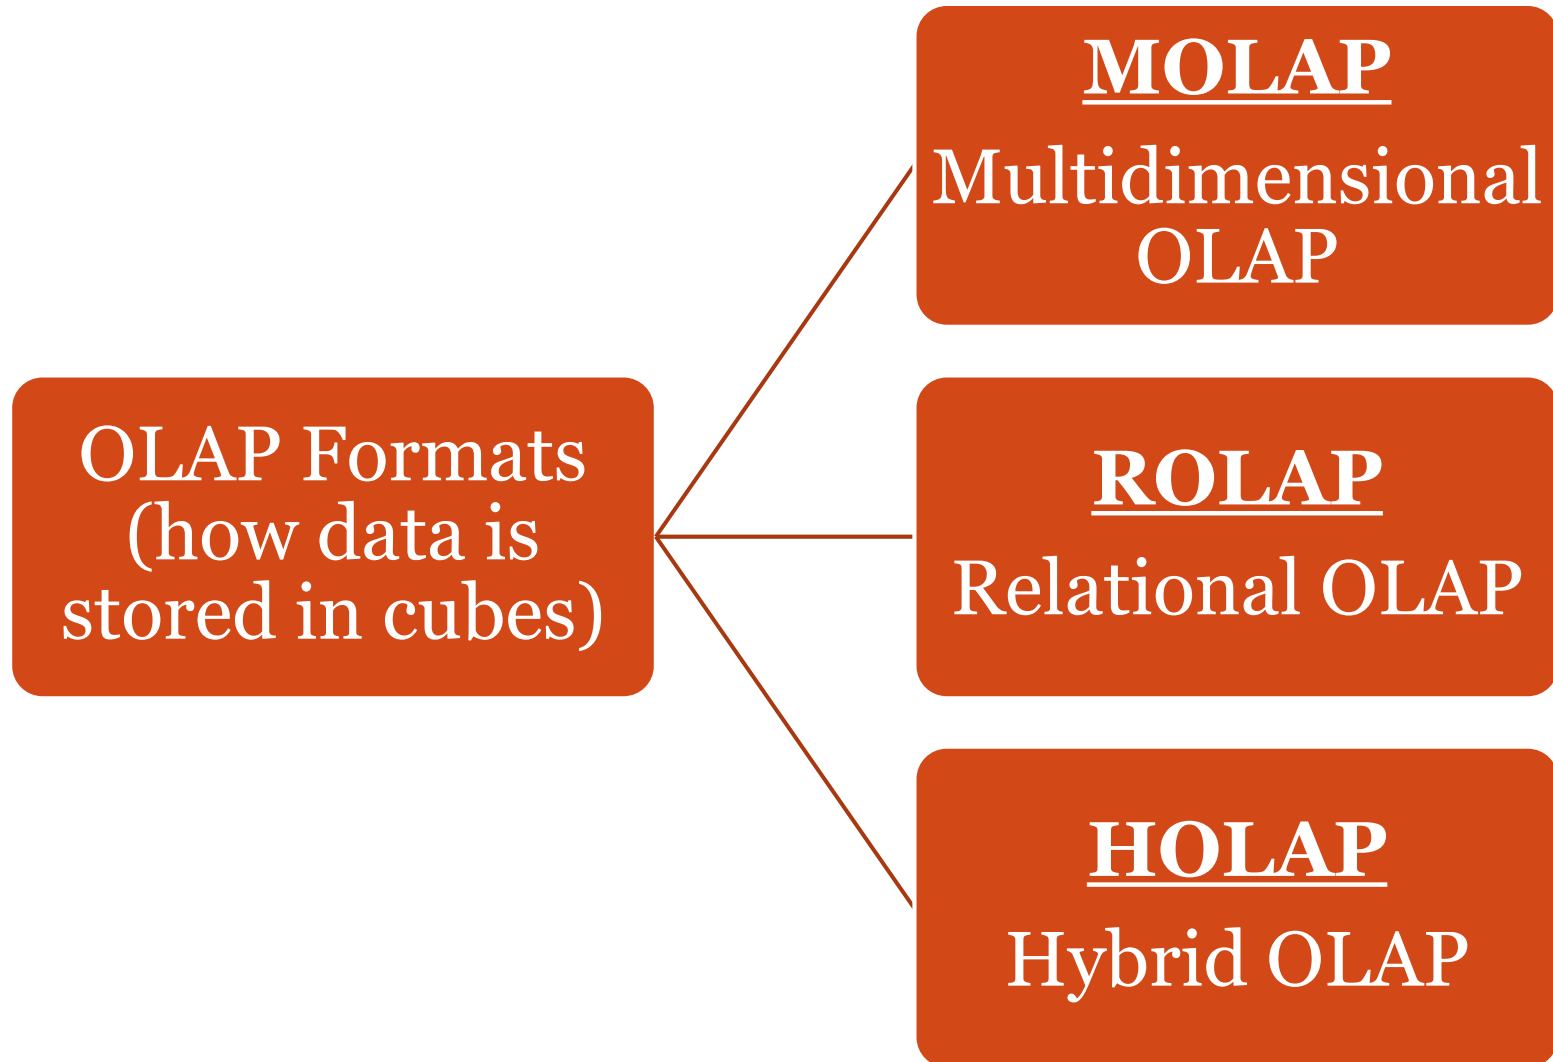 OLAP Formats
(how data is
stored in cubes)
MOLAP
Multidimensional
OLAP
ROLAP
Relational OLAP
HOLAP
Hybrid OLAP